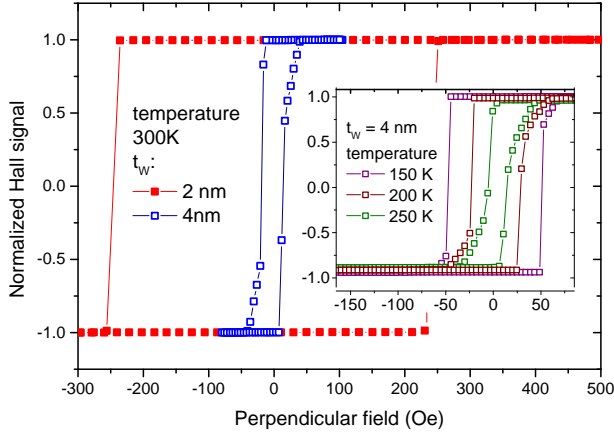 Normalized Hall signal
1.0
0.5
0.0
-0.5
-1.0
-300
-200
-100
0
100
200
300
400
500
Perpendicular field (Oe)
temperature
300K
tW:
2 nm
4nm
1.0
0.5
0.0
-0.5
-1.0
-150
-100
-50
0
50
tW = 4 nm
temperature
150 K
200 K
250 K